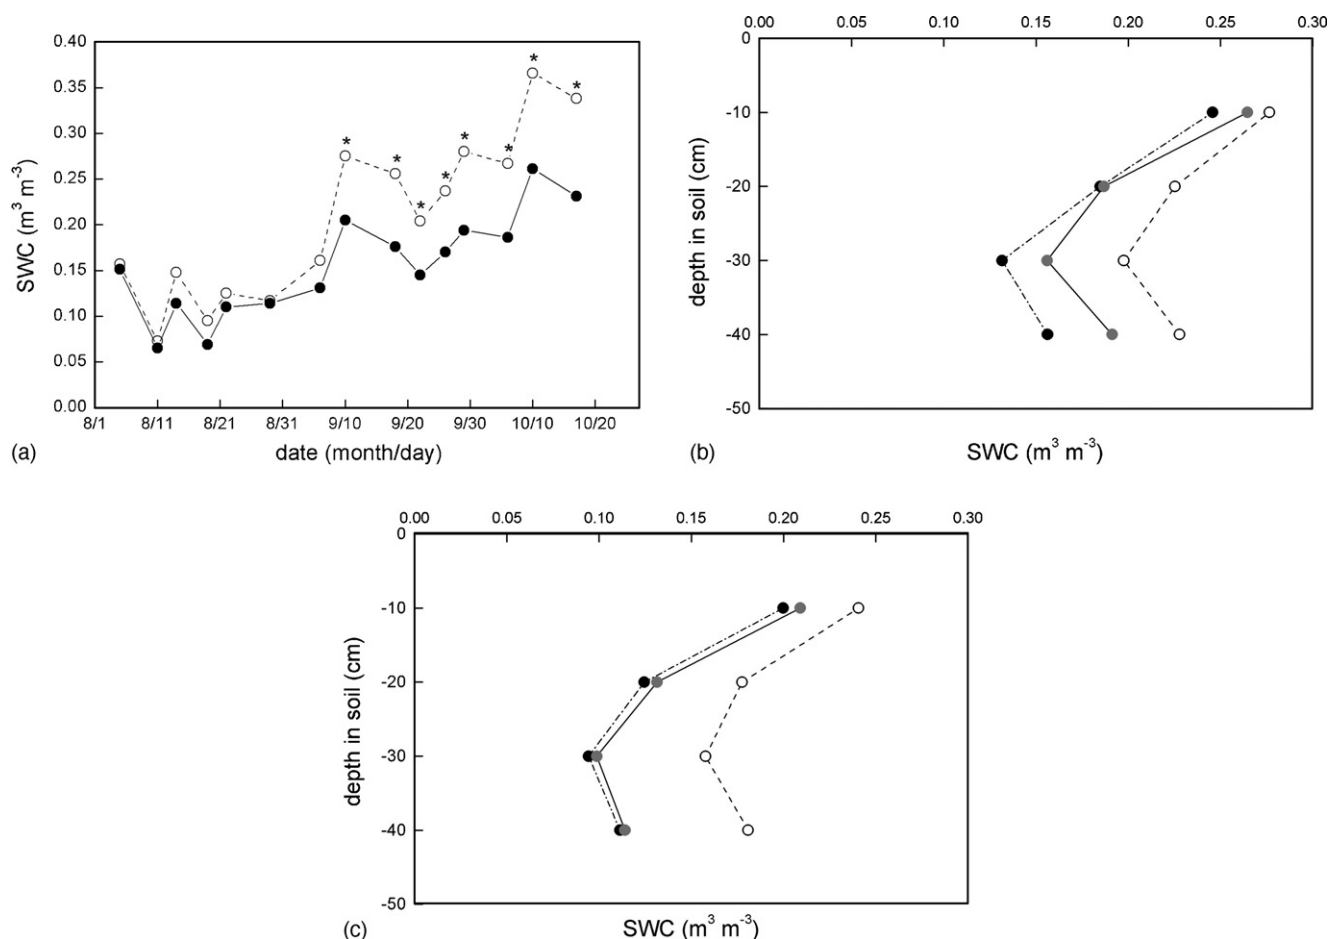 0.40
0.35
0.30
0.25
0.20
0.15
0.10
0.05
0.00
SWC (m³ m⁻³)
* * * * * * * *
8/1 8/11 8/21 8/31 9/10 9/20 9/30 10/10 10/20
date (month/day)
(a)
0.00 0.05 0.10 0.15 0.20 0.25 0.30
0
-10
-20
-30
-40
-50
depth in soil (cm)
SWC (m³ m⁻³)
(b)
0.00 0.05 0.10 0.15 0.20 0.25 0.30
0
-10
-20
-30
-40
-50
depth in soil (cm)
SWC (m³ m⁻³)
(c)